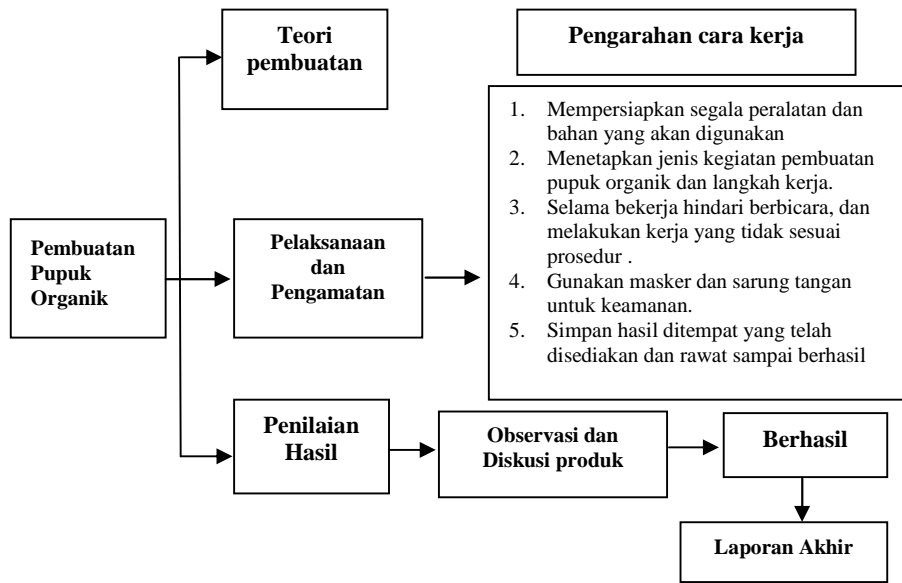 Teori
pembuatan
Pengarahan cara kerja
1. Mempersiapkan segala peralatan dan
bahan yang akan digunakan
2. Menetapkan jenis kegiatan pembuatan
pupuk organik dan langkah kerja.
3. Selama bekerja hindari berbicara, dan
melakukan kerja yang tidak sesuai
prosedur .
4. Gunakan masker dan sarung tangan
untuk keamanan.
5. Simpan hasil ditempat yang telah
disediakan dan rawat sampai berhasil
Pembuatan
Pupuk
Organik
Pelaksanaan
dan
Pengamatan
Penilaian
Hasil
Observasi dan
Diskusi produk
Berhasil
Laporan Akhir